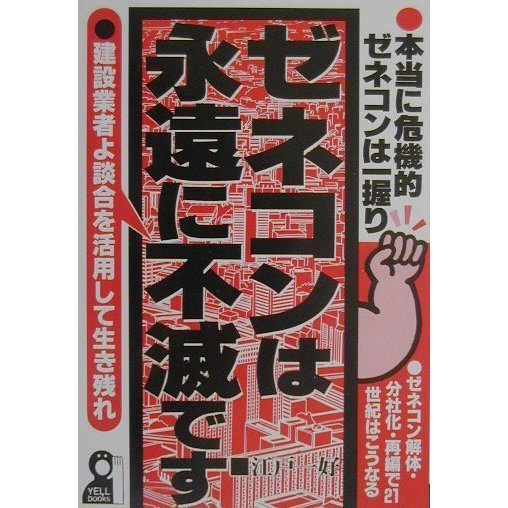 ●本当に危機的
ゼネコンは一握り
ゼネコンは
永遠に不滅です
江戸一好
●ゼネコン解体・
分社化・再編で21
世紀はこうなる
●建設業者よ談合を活用して生き残れ
YELL
books